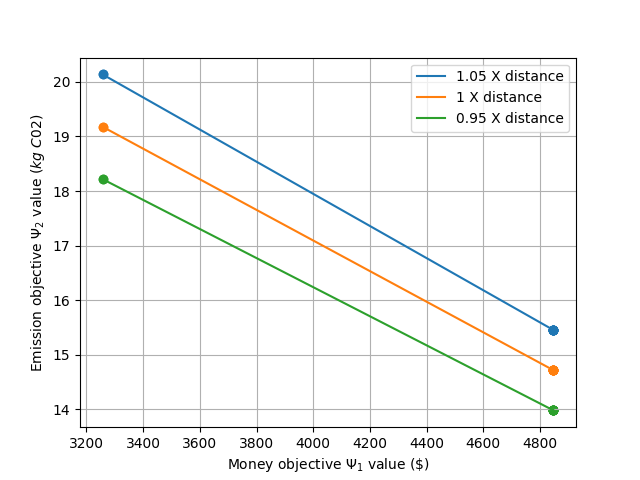 1.05 X distance
1 X distance
0.95 X distance
20
19
18
17
16
15
14
Emission objective Ψ₂ value (kg C02)
3200 3400 3600 3800 4000 4200 4400 4600 4800
Money objective Ψ₁ value ($)